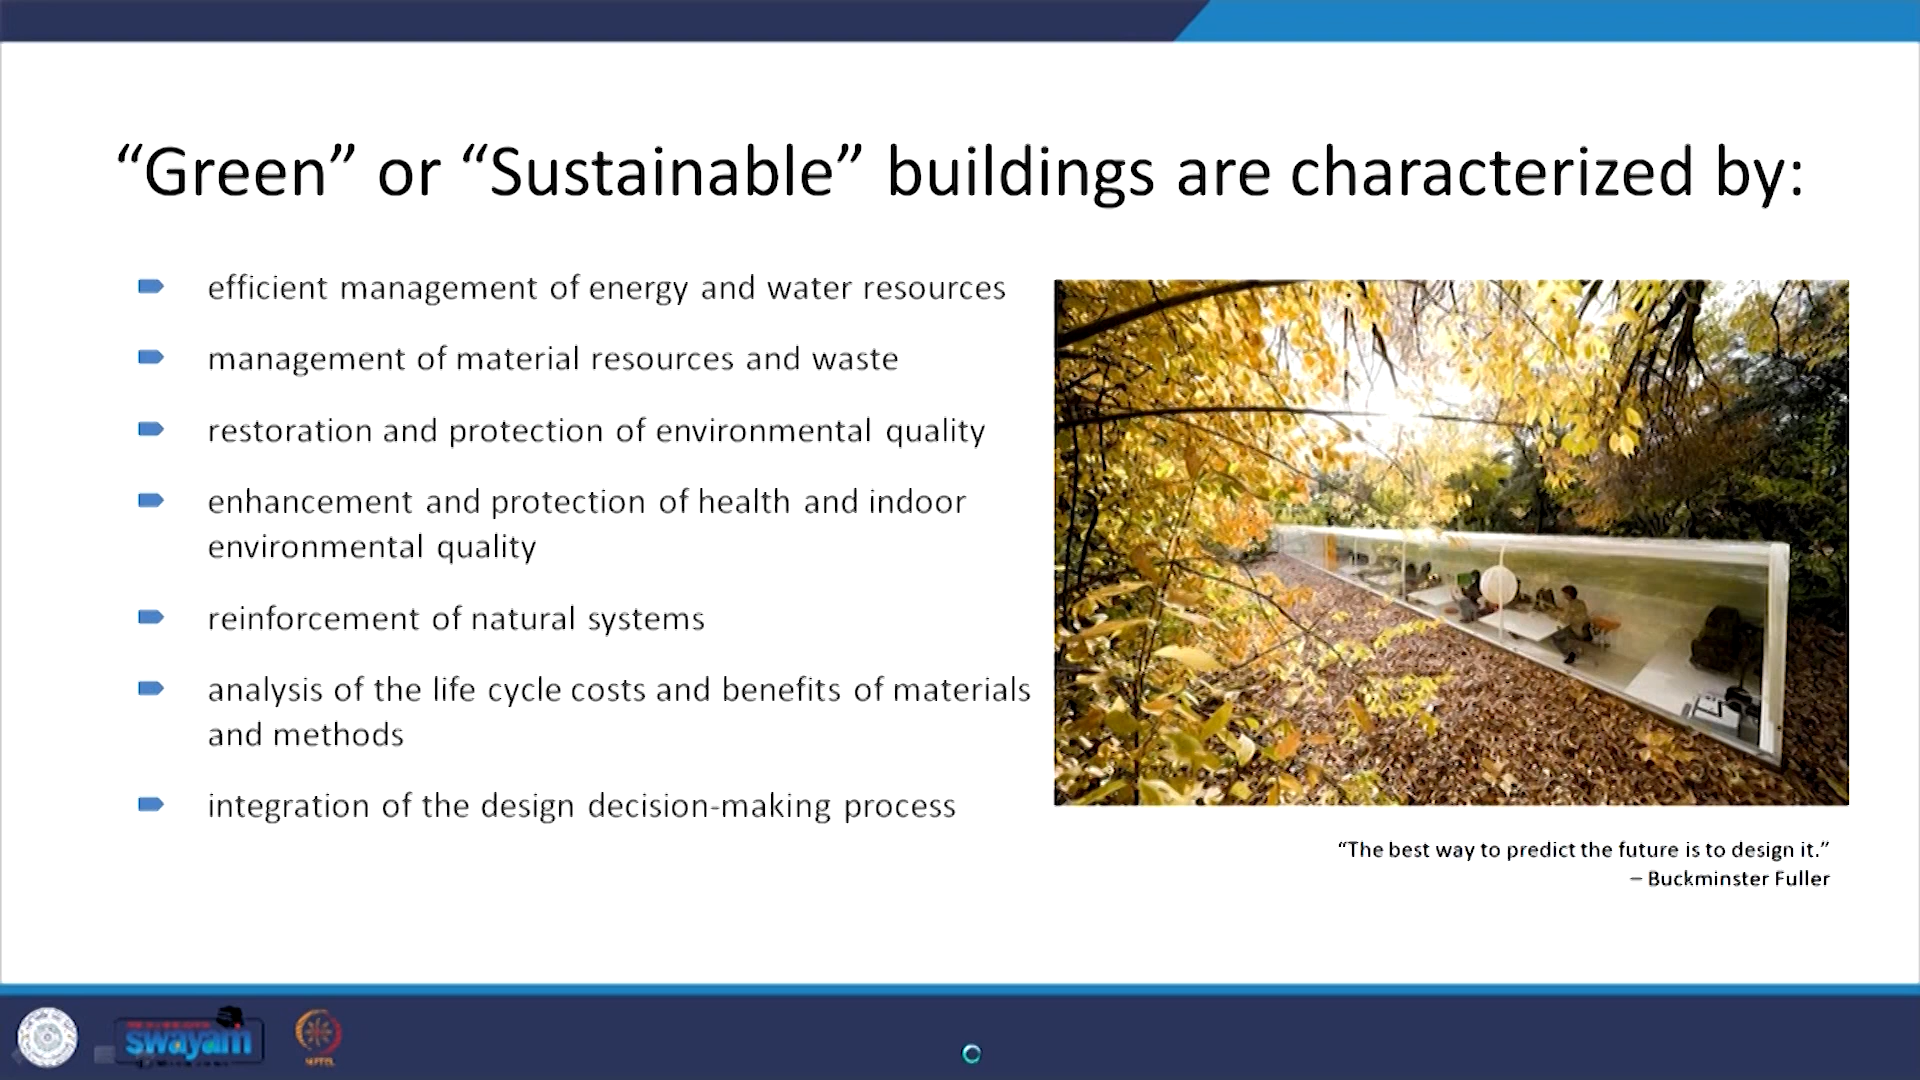 “Green” or “Sustainable” buildings are characterized by:
efficient management of energy and water resources
management of material resources and waste
restoration and protection of environmental quality
enhancement and protection of health and indoor
environmental quality
reinforcement of natural systems
analysis of the life cycle costs and benefits of materials
and methods
integration of the design decision-making process
“The best way to predict the future is to design it.”
– Buckminster Fuller
swayam